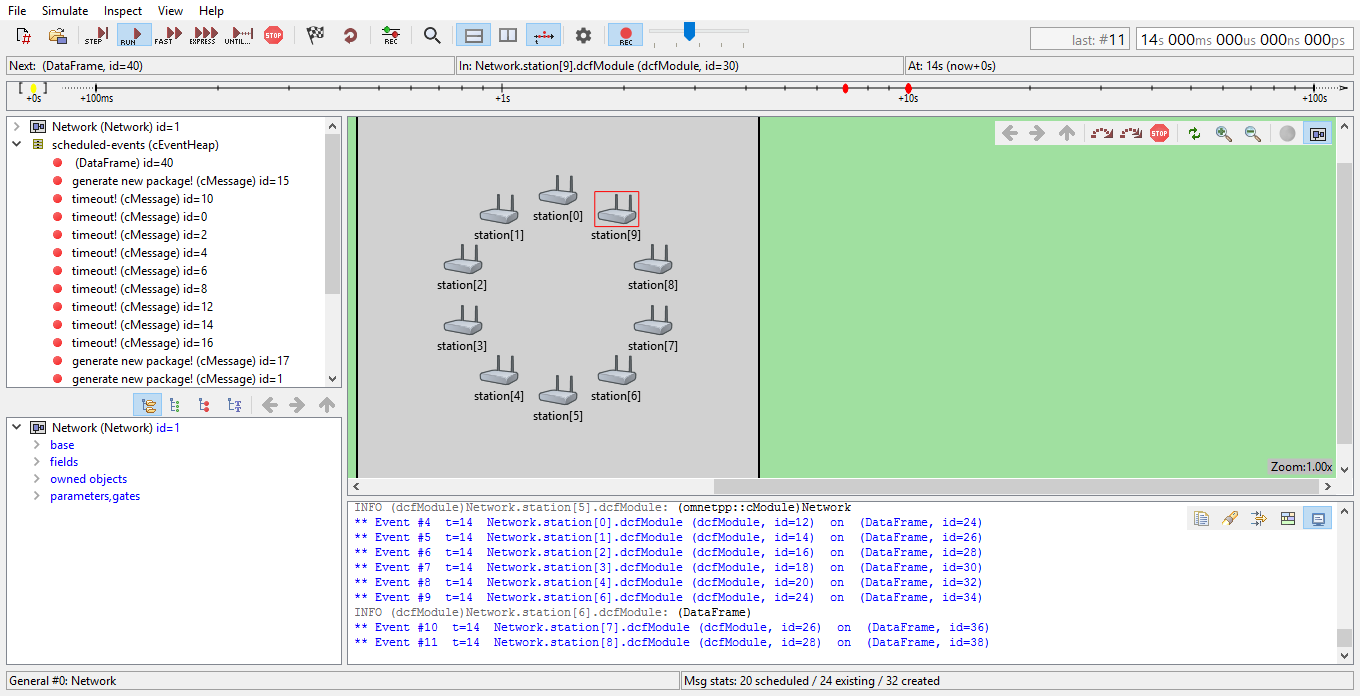 File Simulate Inspect View Help
STEP RUN FAST EXPRESS UNTIL... STOP REC REC last: #11 14s 000ms 000us 000ns 000ps
Next: (DataFrame, id=40) In: Network.station[9].dcfModule (dcfModule, id=30) At: 14s (now+0s)
+0s +100ms +1s +10s +100s
Network (Network) id=1
scheduled-events (cEventHeap)
(DataFrame) id=40
generate new package! (cMessage) id=15
timeout! (cMessage) id=10
timeout! (cMessage) id=0
timeout! (cMessage) id=2
timeout! (cMessage) id=4
timeout! (cMessage) id=6
timeout! (cMessage) id=8
timeout! (cMessage) id=12
timeout! (cMessage) id=14
timeout! (cMessage) id=16
generate new package! (cMessage) id=17
generate new package! (cMessage) id=1
Network (Network) id=1
base
fields
owned objects
parameters,gates
STOP
station[0]
station[1] station[9]
station[2] station[8]
station[3] station[7]
station[4] station[6]
station[5]
Zoom:1.00x
INFO (dcfModule)Network.station[5].dcfModule: (omnetpp::cModule)Network
** Event #4 t=14 Network.station[0].dcfModule (dcfModule, id=12) on (DataFrame, id=24)
** Event #5 t=14 Network.station[1].dcfModule (dcfModule, id=14) on (DataFrame, id=26)
** Event #6 t=14 Network.station[2].dcfModule (dcfModule, id=16) on (DataFrame, id=28)
** Event #7 t=14 Network.station[3].dcfModule (dcfModule, id=18) on (DataFrame, id=30)
** Event #8 t=14 Network.station[4].dcfModule (dcfModule, id=20) on (DataFrame, id=32)
** Event #9 t=14 Network.station[6].dcfModule (dcfModule, id=24) on (DataFrame, id=34)
INFO (dcfModule)Network.station[6].dcfModule: (DataFrame)
** Event #10 t=14 Network.station[7].dcfModule (dcfModule, id=26) on (DataFrame, id=36)
** Event #11 t=14 Network.station[8].dcfModule (dcfModule, id=28) on (DataFrame, id=38)
General #0: Network Msg stats: 20 scheduled / 24 existing / 32 created